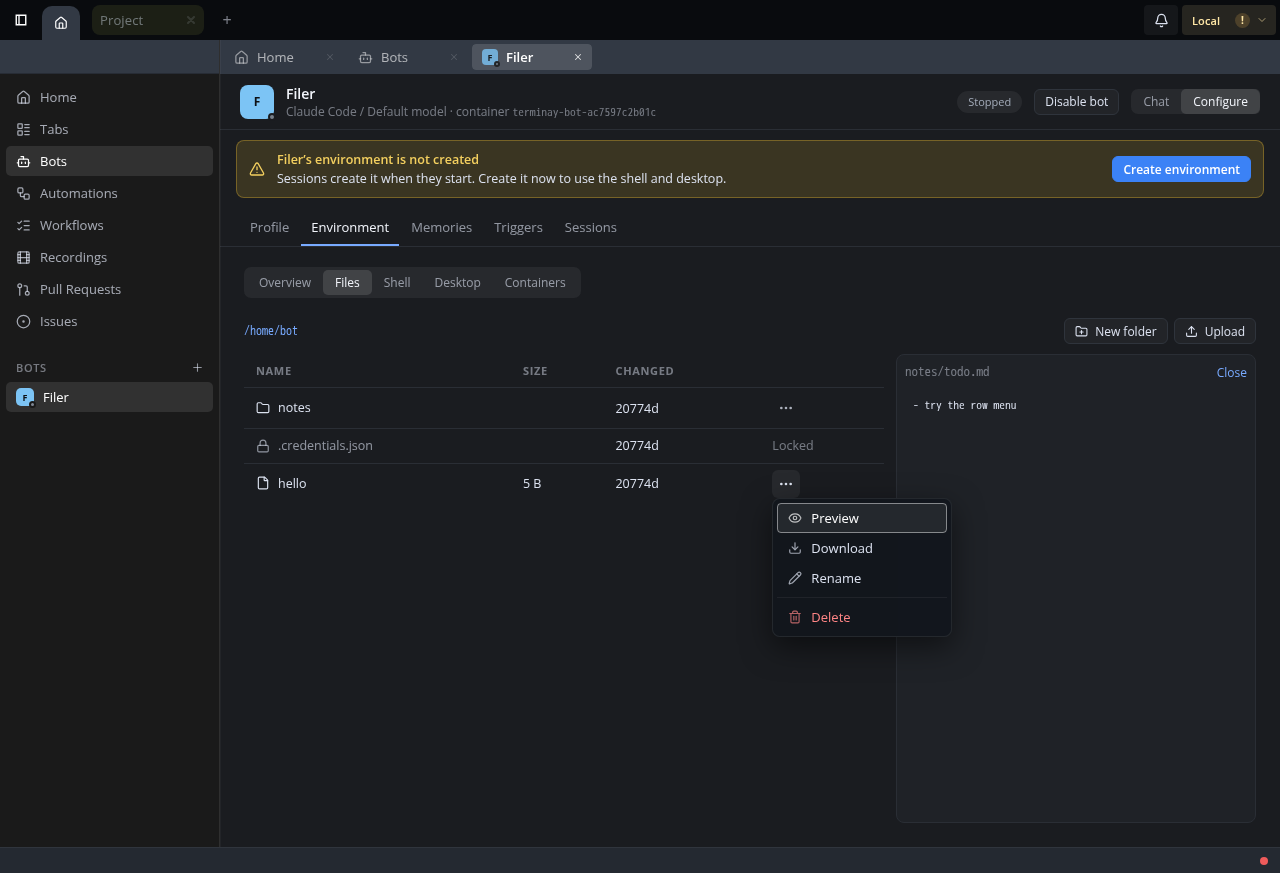 Project
Local
!
Home
Bots
F
Filer
Home
Tabs
Bots
Automations
Workflows
Recordings
Pull Requests
Issues
BOTS
F
Filer
F
Filer
Claude Code / Default model · container terminay-bot-ac7597c2b01c
Stopped
Disable bot
Chat
Configure
Filer’s environment is not created
Sessions create it when they start. Create it now to use the shell and desktop.
Create environment
Profile
Environment
Memories
Triggers
Sessions
Overview
Files
Shell
Desktop
Containers
/home/bot
New folder
Upload
NAME SIZE CHANGED
notes 20774d
.credentials.json 20774d Locked
hello 5 B 20774d
Preview
Download
Rename
Delete
notes/todo.md
Close
- try the row menu